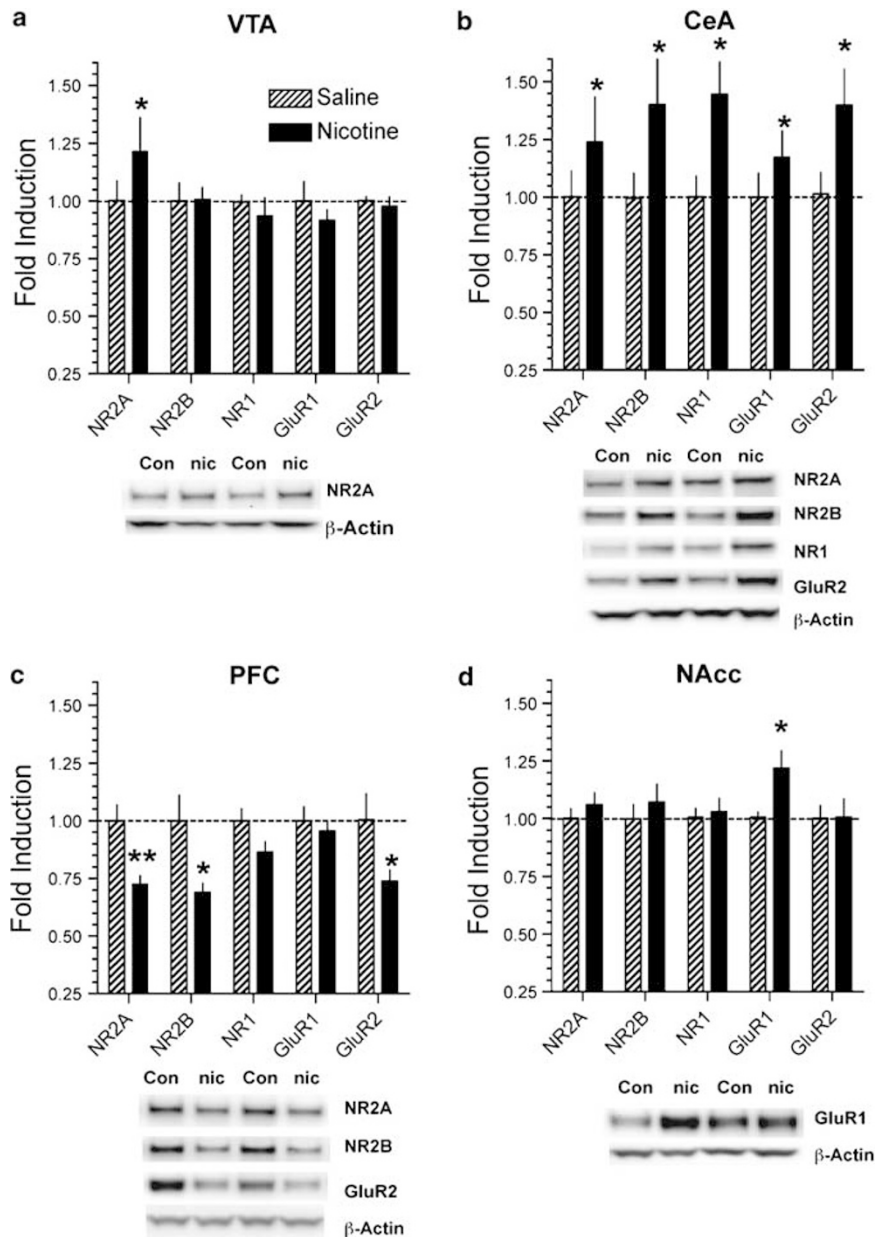 a
VTA
Fold Induction
1.50
1.25
1.00
0.75
0.50
0.25
*
Saline
Nicotine
NR2A
NR2B
NR1
GluR1
GluR2
Con nic Con nic
NR2A
β-Actin
b
CeA
Fold Induction
1.50
1.25
1.00
0.75
0.50
0.25
* * * * *
NR2A
NR2B
NR1
GluR1
GluR2
Con nic Con nic
NR2A
NR2B
NR1
GluR2
β-Actin
c
PFC
Fold Induction
1.50
1.25
1.00
0.75
0.50
0.25
** * *
NR2A
NR2B
NR1
GluR1
GluR2
Con nic Con nic
NR2A
NR2B
GluR2
β-Actin
d
NAcc
Fold Induction
1.50
1.25
1.00
0.75
0.50
0.25
*
NR2A
NR2B
NR1
GluR1
GluR2
Con nic Con nic
GluR1
β-Actin